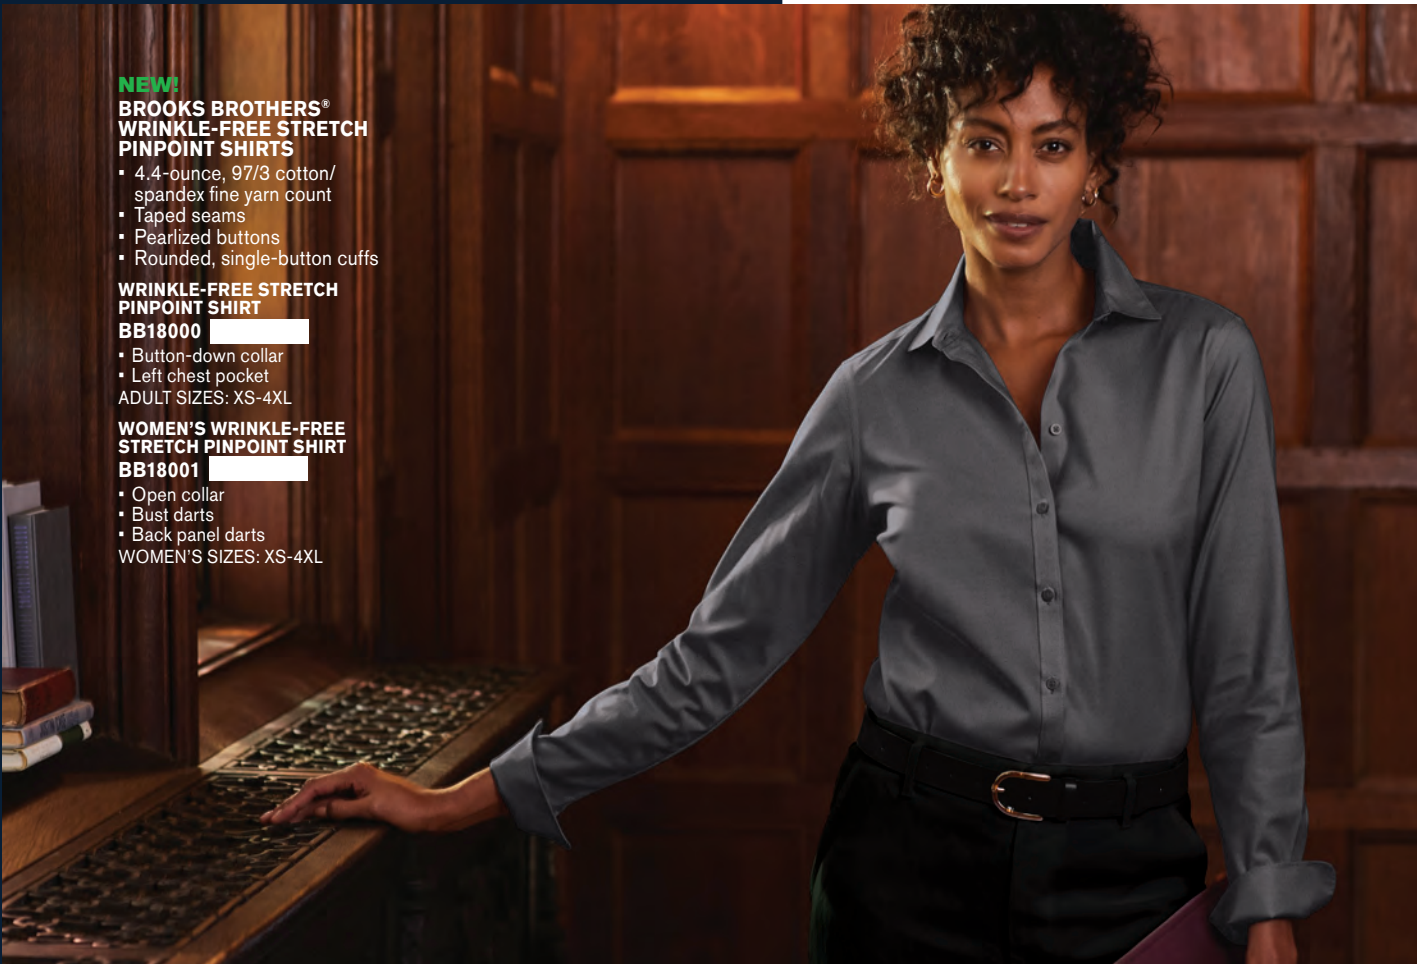 NEW!
BROOKS BROTHERS®
WRINKLE-FREE STRETCH
PINPOINT SHIRTS
▪ 4.4-ounce, 97/3 cotton/
spandex fine yarn count
▪ Taped seams
▪ Pearlized buttons
▪ Rounded, single-button cuffs
WRINKLE-FREE STRETCH
PINPOINT SHIRT
BB18000
▪ Button-down collar
▪ Left chest pocket
ADULT SIZES: XS-4XL
WOMEN'S WRINKLE-FREE
STRETCH PINPOINT SHIRT
BB18001
▪ Open collar
▪ Bust darts
▪ Back panel darts
WOMEN'S SIZES: XS-4XL